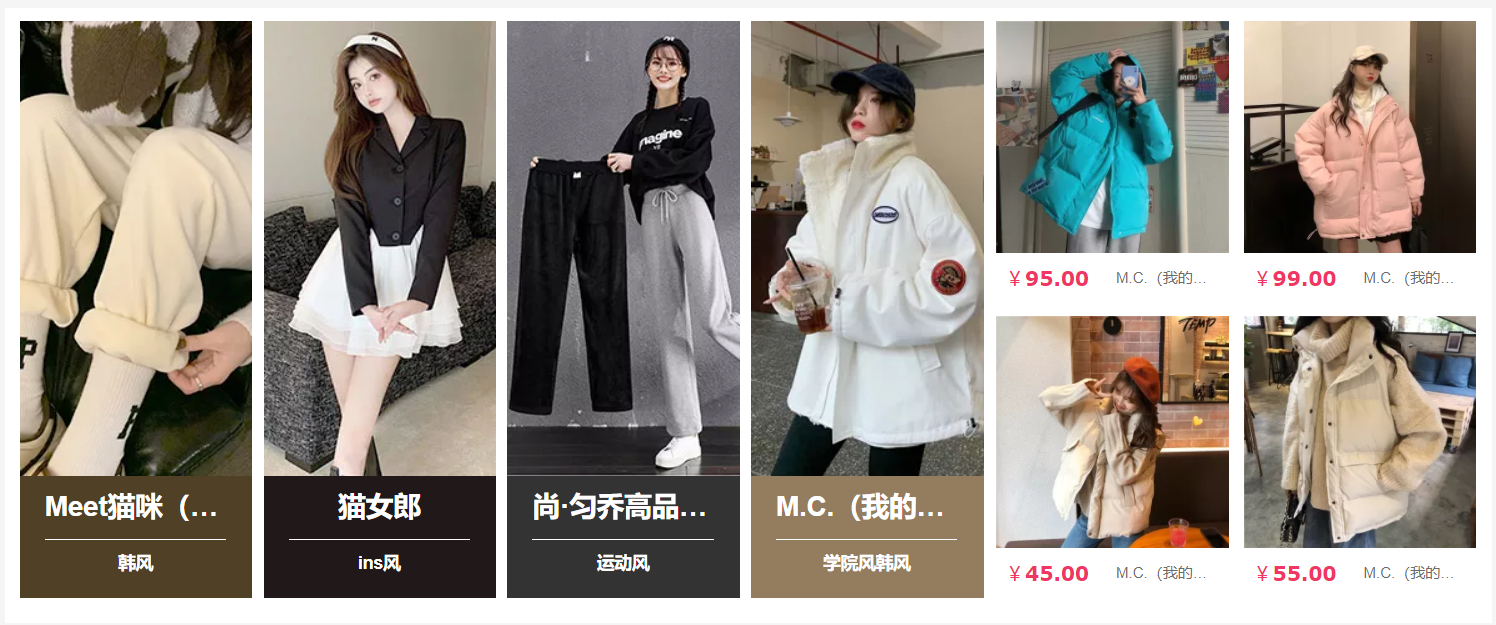 Meet猫咪（…
韩风
猫女郎
ins风
尚·匀乔高品…
运动风
M.C.（我的…
学院风韩风
￥95.00 M.C.（我的…
￥99.00 M.C.（我的…
TEMP
￥45.00 M.C.（我的…
￥55.00 M.C.（我的…